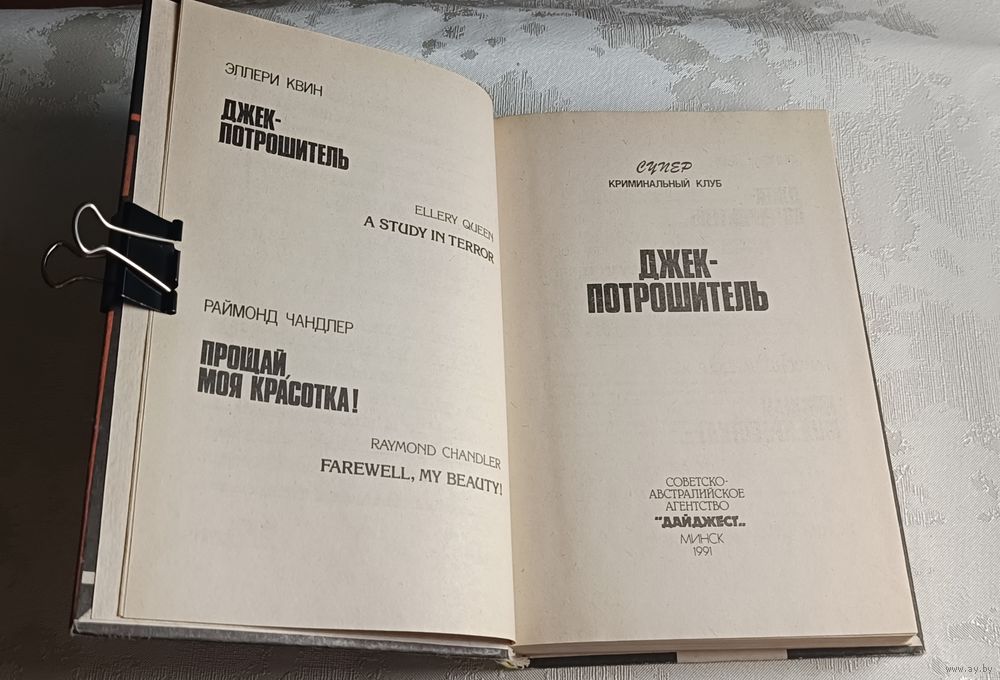 ЭЛЛЕРИ КВИН
ДЖЕК-
ПОТРОШИТЕЛЬ
ELLERY QUEEN
A STUDY IN TERROR
РАЙМОНД ЧАНДЛЕР
ПРОЩАЙ,
МОЯ КРАСОТКА!
RAYMOND CHANDLER
FAREWELL, MY BEAUTY!
СУПЕР
КРИМИНАЛЬНЫЙ КЛУБ
ДЖЕК-
ПОТРОШИТЕЛЬ
СОВЕТСКО-
АВСТРАЛИЙСКОЕ
АГЕНТСТВО
"ДАЙДЖЕСТ"
МИНСК
1991
www.ay.by